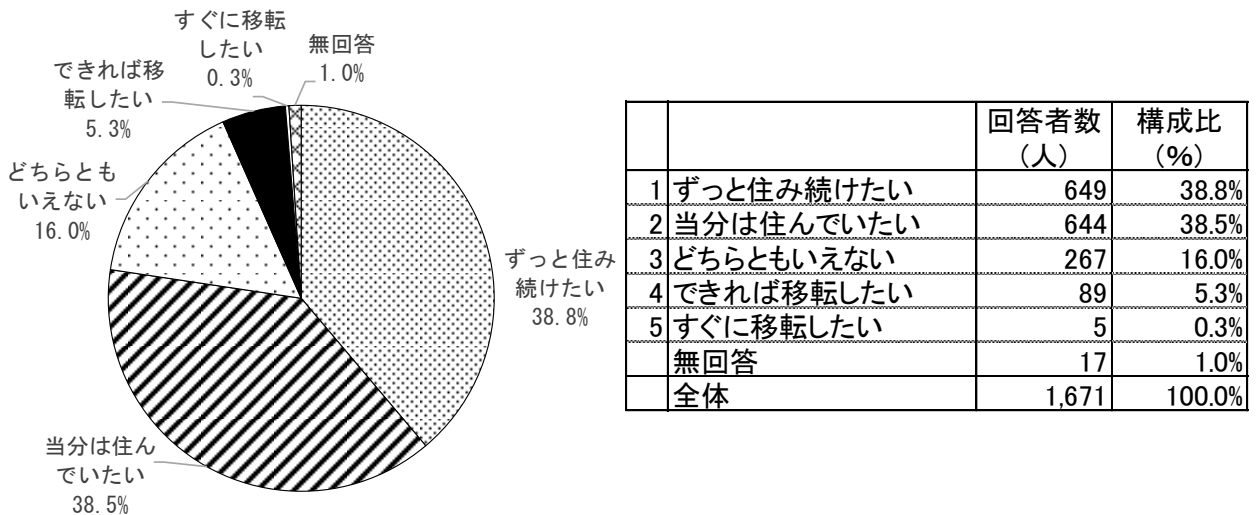 すぐに移転
したい
0.3%
無回答
1.0%
できれば移
転したい
5.3%
どちらとも
いえない
16.0%
ずっと住み
続けたい
38.8%
当分は住ん
でいたい
38.5%
回答者数
（人）
構成比
（%）
1 ずっと住み続けたい 649 38.8%
2 当分は住んでいたい 644 38.5%
3 どちらともいえない 267 16.0%
4 できれば移転したい 89 5.3%
5 すぐに移転したい 5 0.3%
無回答 17 1.0%
全体 1,671 100.0%